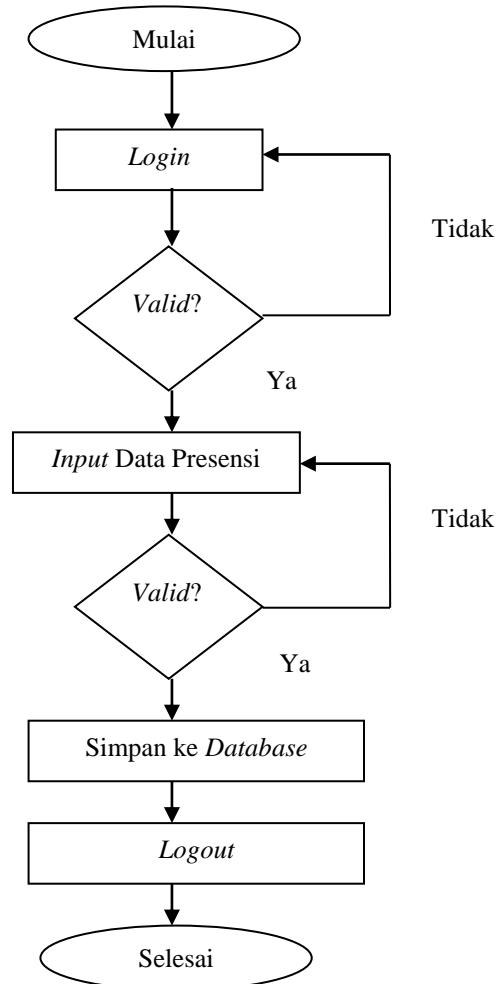 Mulai
Login
Tidak
Valid?
Ya
Input Data Presensi
Tidak
Valid?
Ya
Simpan ke Database
Logout
Selesai